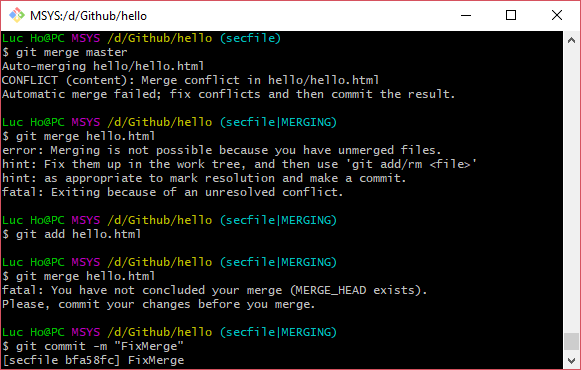 MSYS:/d/Github/hello
Luc Ho@PC MSYS /d/Github/hello (secfile)
$ git merge master
Auto-merging hello/hello.html
CONFLICT (content): Merge conflict in hello/hello.html
Automatic merge failed; fix conflicts and then commit the result.
Luc Ho@PC MSYS /d/Github/hello (secfile|MERGING)
$ git merge hello.html
error: Merging is not possible because you have unmerged files.
hint: Fix them up in the work tree, and then use 'git add/rm <file>'
hint: as appropriate to mark resolution and make a commit.
fatal: Exiting because of an unresolved conflict.
Luc Ho@PC MSYS /d/Github/hello (secfile|MERGING)
$ git add hello.html
Luc Ho@PC MSYS /d/Github/hello (secfile|MERGING)
$ git merge hello.html
fatal: You have not concluded your merge (MERGE_HEAD exists).
Please, commit your changes before you merge.
Luc Ho@PC MSYS /d/Github/hello (secfile|MERGING)
$ git commit -m "FixMerge"
[secfile bfa58fc] FixMerge